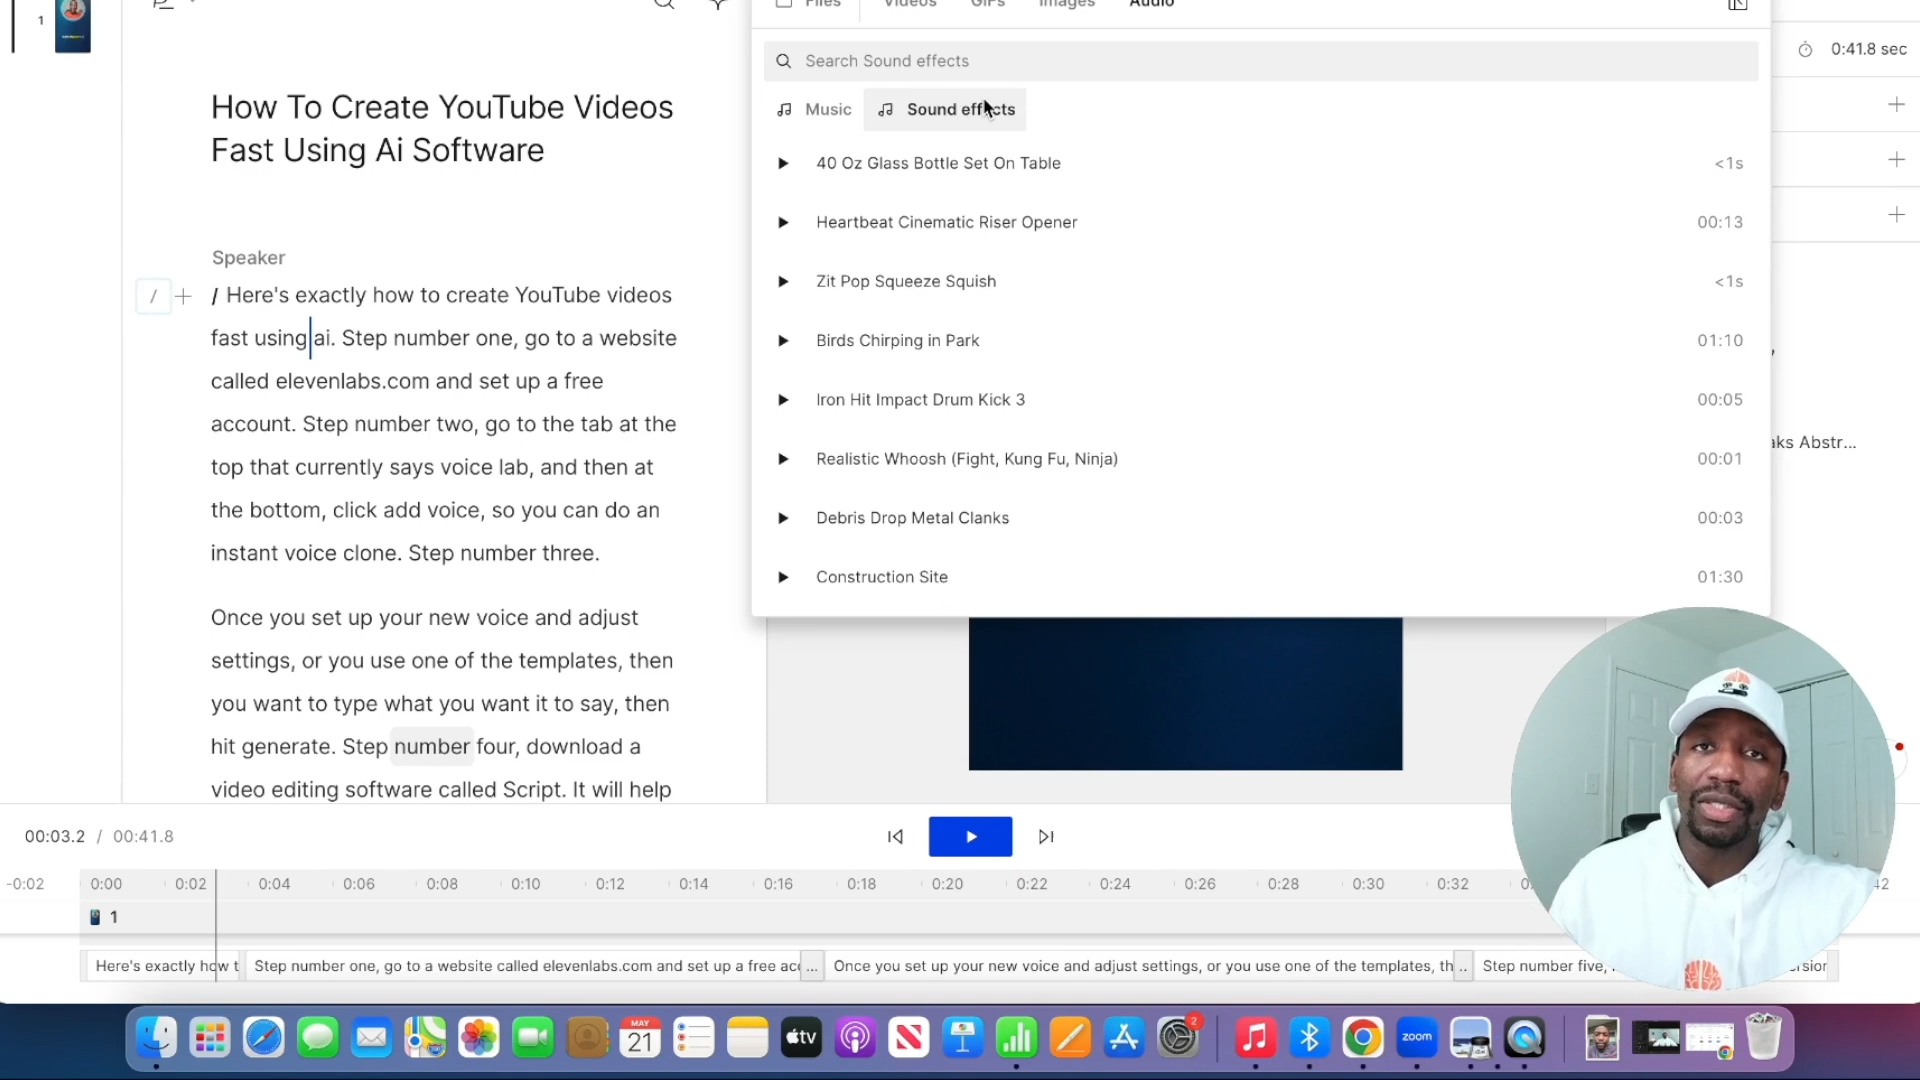 1
Files
Videos
GIFs
Images
Audio
0:41.8 sec
Search Sound effects
Music
Sound effects
40 Oz Glass Bottle Set On Table
<1s
Heartbeat Cinematic Riser Opener
00:13
Zit Pop Squeeze Squish
<1s
Birds Chirping in Park
01:10
Iron Hit Impact Drum Kick 3
00:05
Realistic Whoosh (Fight, Kung Fu, Ninja)
00:01
Debris Drop Metal Clanks
00:03
Construction Site
01:30
aks Abstr...
How To Create YouTube Videos
Fast Using Ai Software
Speaker
/ Here's exactly how to create YouTube videos
fast using ai. Step number one, go to a website
called elevenlabs.com and set up a free
account. Step number two, go to the tab at the
top that currently says voice lab, and then at
the bottom, click add voice, so you can do an
instant voice clone. Step number three.
Once you set up your new voice and adjust
settings, or you use one of the templates, then
you want to type what you want it to say, then
hit generate. Step number four, download a
video editing software called Script. It will help
00:03.2 / 00:41.8
-0:02 0:00 0:02 0:04 0:06 0:08 0:10 0:12 0:14 0:16 0:18 0:20 0:22 0:24 0:26 0:28 0:30 0:32
1
Here's exactly how t
Step number one, go to a website called elevenlabs.com and set up a free acc
...
Once you set up your new voice and adjust settings, or you use one of the templates, th
..
Step number five,
MAY
21
tv
zoom
2